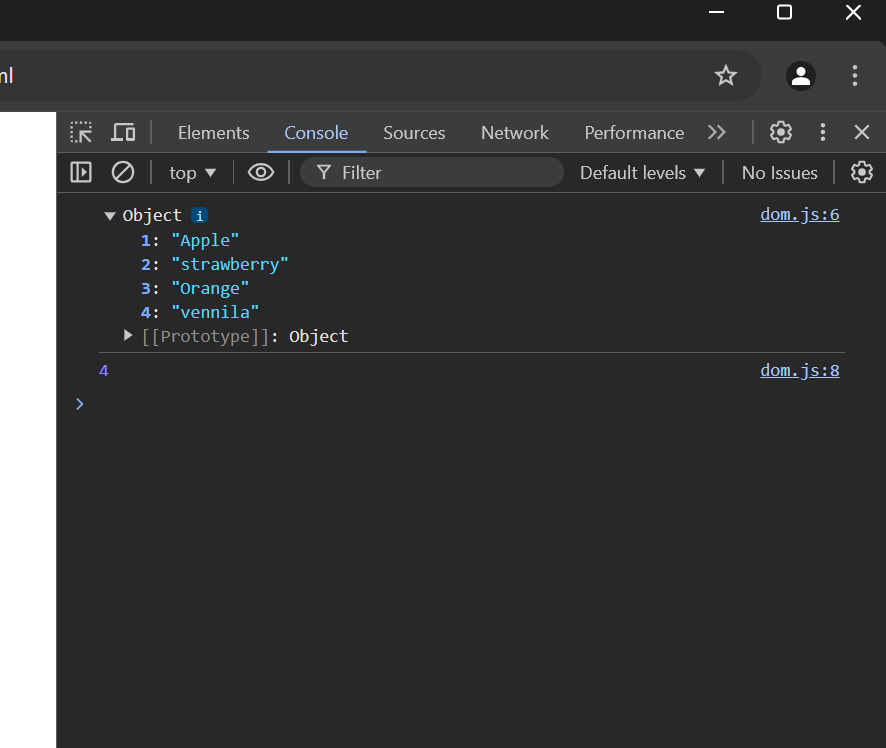 ml
Elements Console Sources Network Performance
top Filter Default levels No Issues
Object i dom.js:6
1: "Apple"
2: "strawberry"
3: "Orange"
4: "vennila"
[[Prototype]]: Object
4 dom.js:8